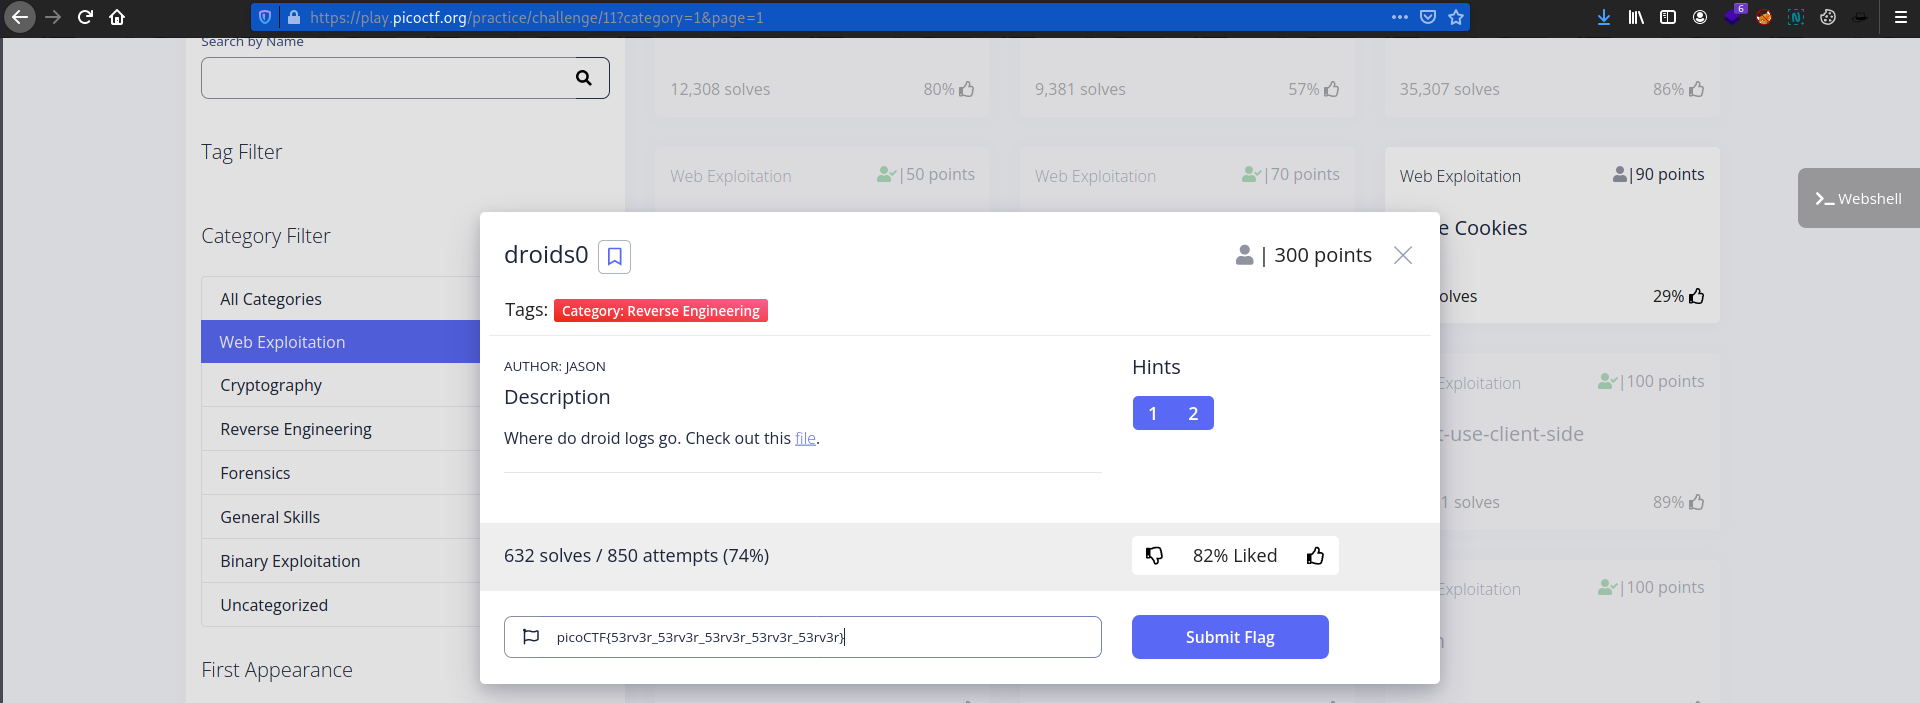 https://play.picoctf.org/practice/challenge/11?category=1&page=1
6
Search by Name
12,308 solves 80%
9,381 solves 57%
35,307 solves 86%
Tag Filter
Web Exploitation |50 points
Web Exploitation |70 points
Web Exploitation |90 points
Webshell
Category Filter
e Cookies
droids0 | 300 points
All Categories
olves 29%
Tags: Category: Reverse Engineering
Web Exploitation
AUTHOR: JASON
Hints
Cryptography
Exploitation |100 points
Description
1 2
Reverse Engineering
Where do droid logs go. Check out this file.
t-use-client-side
Forensics
1 solves 89%
General Skills
632 solves / 850 attempts (74%)
82% Liked
Binary Exploitation
Exploitation |100 points
Uncategorized
picoCTF{53rv3r_53rv3r_53rv3r_53rv3r_53rv3r}
Submit Flag
First Appearance